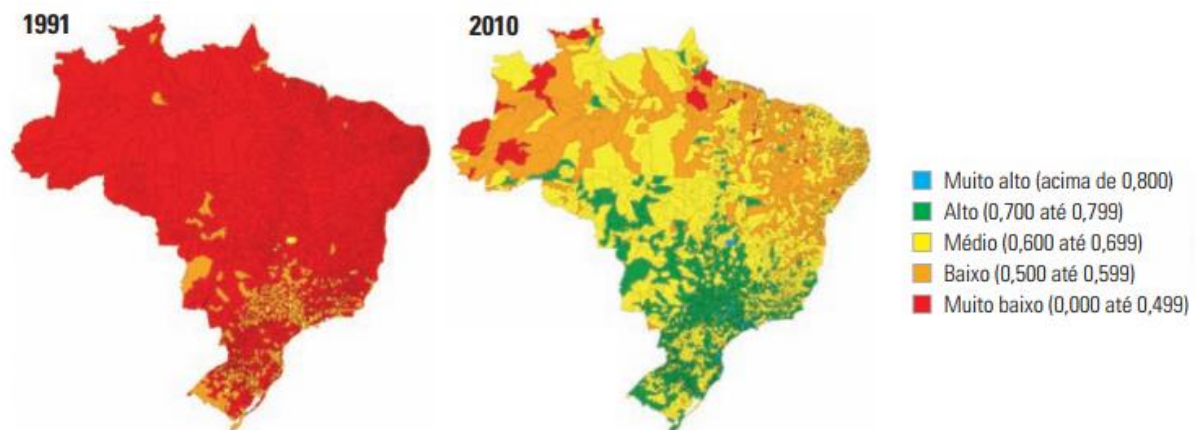 1991
2010
Muito alto (acima de 0,800)
Alto (0,700 até 0,799)
Médio (0,600 até 0,699)
Baixo (0,500 até 0,599)
Muito baixo (0,000 até 0,499)